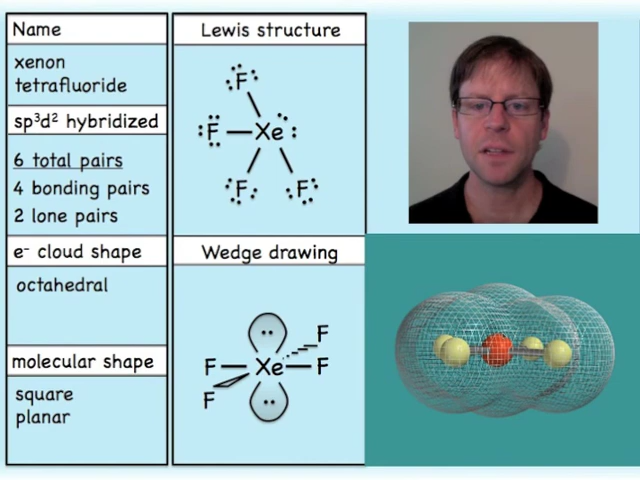 Name
xenon
tetrafluoride
sp³d² hybridized
6 total pairs
4 bonding pairs
2 lone pairs
e⁻ cloud shape
octahedral
molecular shape
square
planar
Lewis structure
F
F Xe
F F
Wedge drawing
F
F Xe F
F